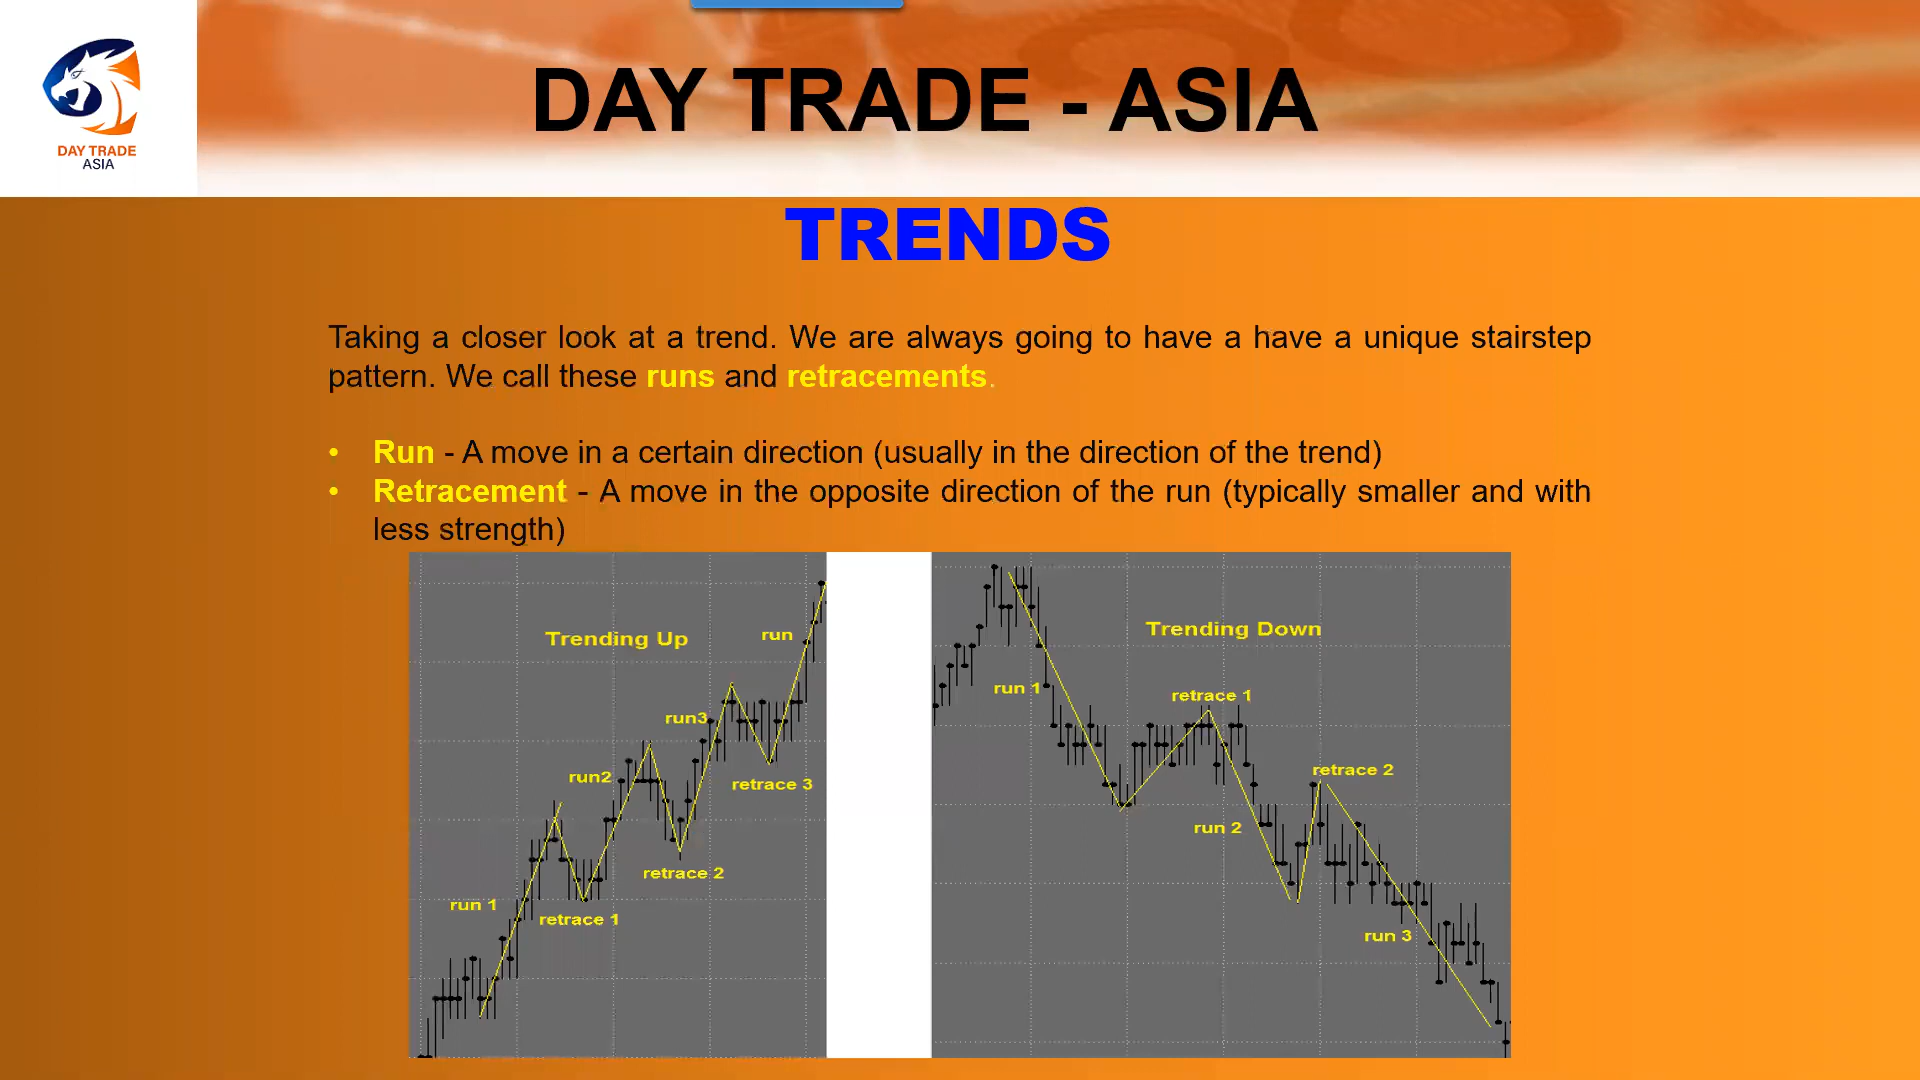 DAY TRADE - ASIA
DAY TRADE
ASIA
TRENDS
Taking a closer look at a trend. We are always going to have a have a unique stairstep
pattern. We call these runs and retracements.
• Run - A move in a certain direction (usually in the direction of the trend)
• Retracement - A move in the opposite direction of the run (typically smaller and with
less strength)
Trending Up
run
run3
run2
retrace 3
retrace 2
run 1
retrace 1
Trending Down
run 1
retrace 1
retrace 2
run 2
run 3